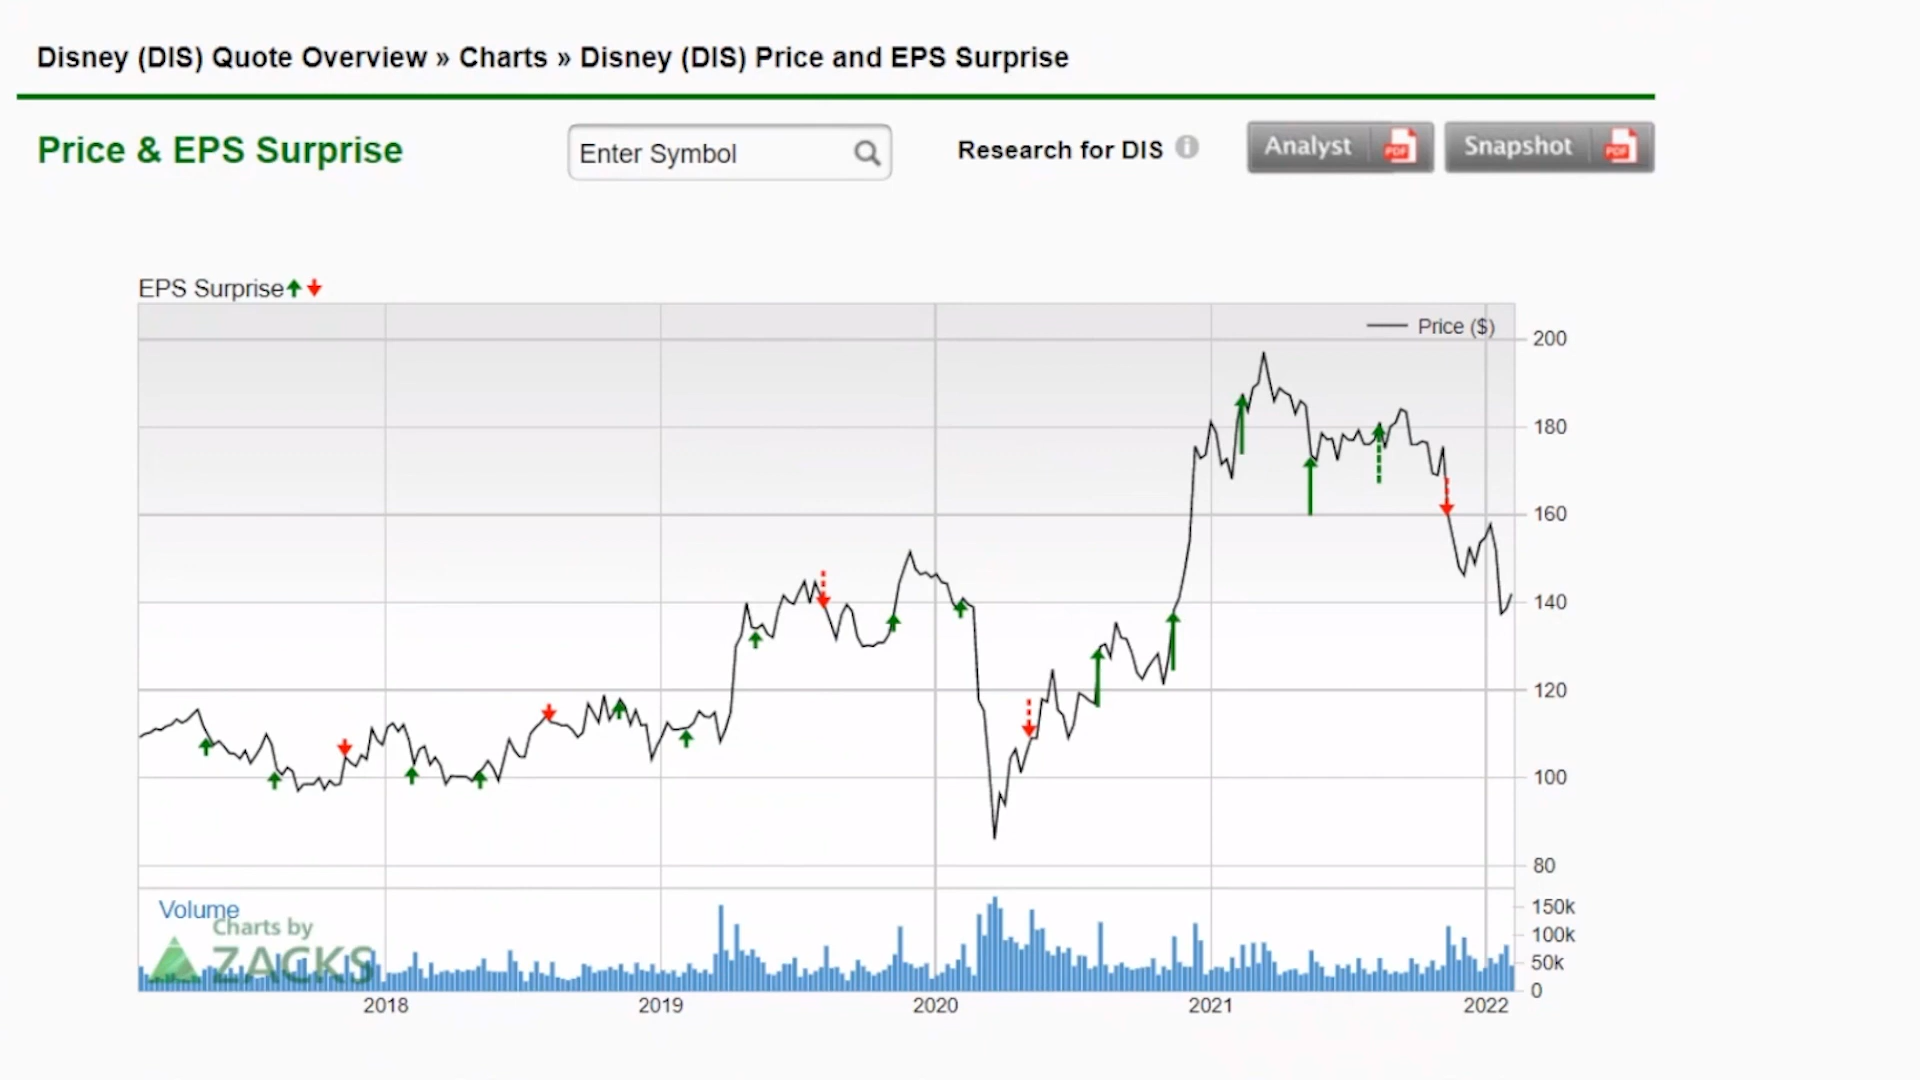 Disney (DIS) Quote Overview » Charts » Disney (DIS) Price and EPS Surprise
Price & EPS Surprise
Enter Symbol
Research for DIS
Analyst PDF
Snapshot PDF
EPS Surprise
Price ($)
200
180
160
140
120
100
80
Volume
Charts by
ZACKS
150k
100k
50k
0
2018 2019 2020 2021 2022